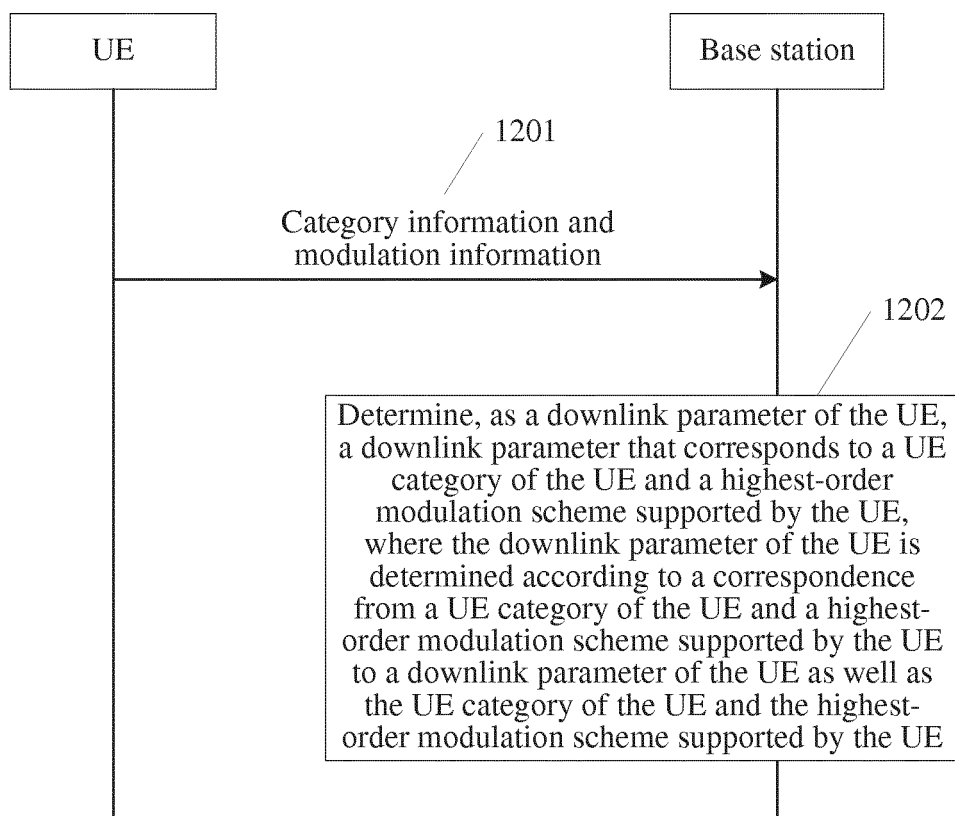 UE
Base station
1201
Category information and
modulation information
1202
Determine, as a downlink parameter of the UE,
a downlink parameter that corresponds to a UE
category of the UE and a highest-order
modulation scheme supported by the UE,
where the downlink parameter of the UE is
determined according to a correspondence
from a UE category of the UE and a highest-
order modulation scheme supported by the UE
to a downlink parameter of the UE as well as
the UE category of the UE and the highest-
order modulation scheme supported by the UE